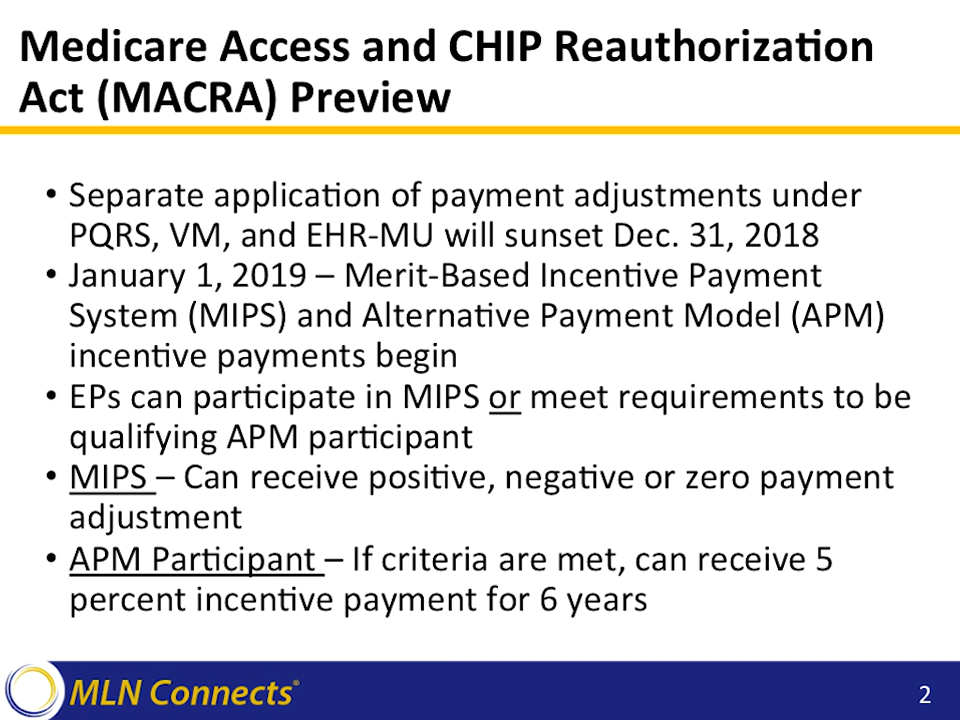 Medicare Access and CHIP Reauthorization
Act (MACRA) Preview
• Separate application of payment adjustments under
PQRS, VM, and EHR-MU will sunset Dec. 31, 2018
• January 1, 2019 – Merit-Based Incentive Payment
System (MIPS) and Alternative Payment Model (APM)
incentive payments begin
• EPs can participate in MIPS or meet requirements to be
qualifying APM participant
• MIPS – Can receive positive, negative or zero payment
adjustment
• APM Participant – If criteria are met, can receive 5
percent incentive payment for 6 years
MLN Connects®
2